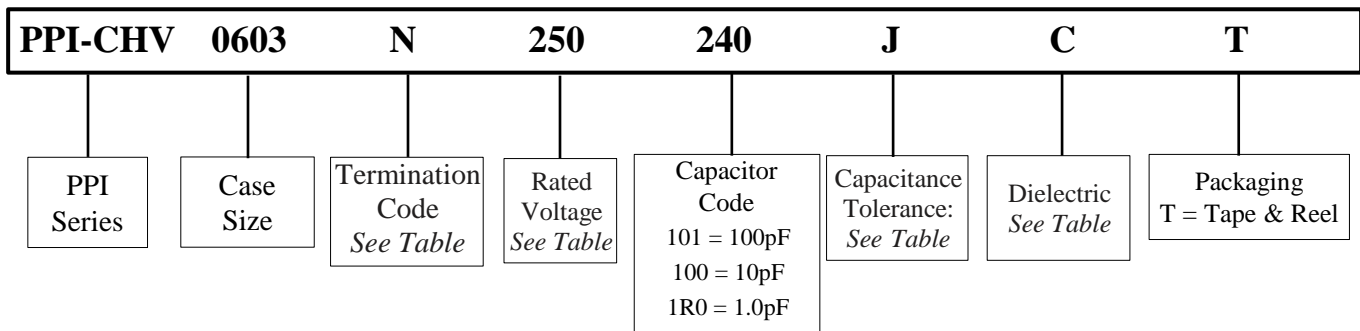 PPI-CHV 0603 N 250 240 J C T
PPI
Series
Case
Size
Termination
Code
See Table
Rated
Voltage
See Table
Capacitor
Code
101 = 100pF
100 = 10pF
1R0 = 1.0pF
Capacitance
Tolerance:
See Table
Dielectric
See Table
Packaging
T = Tape & Reel